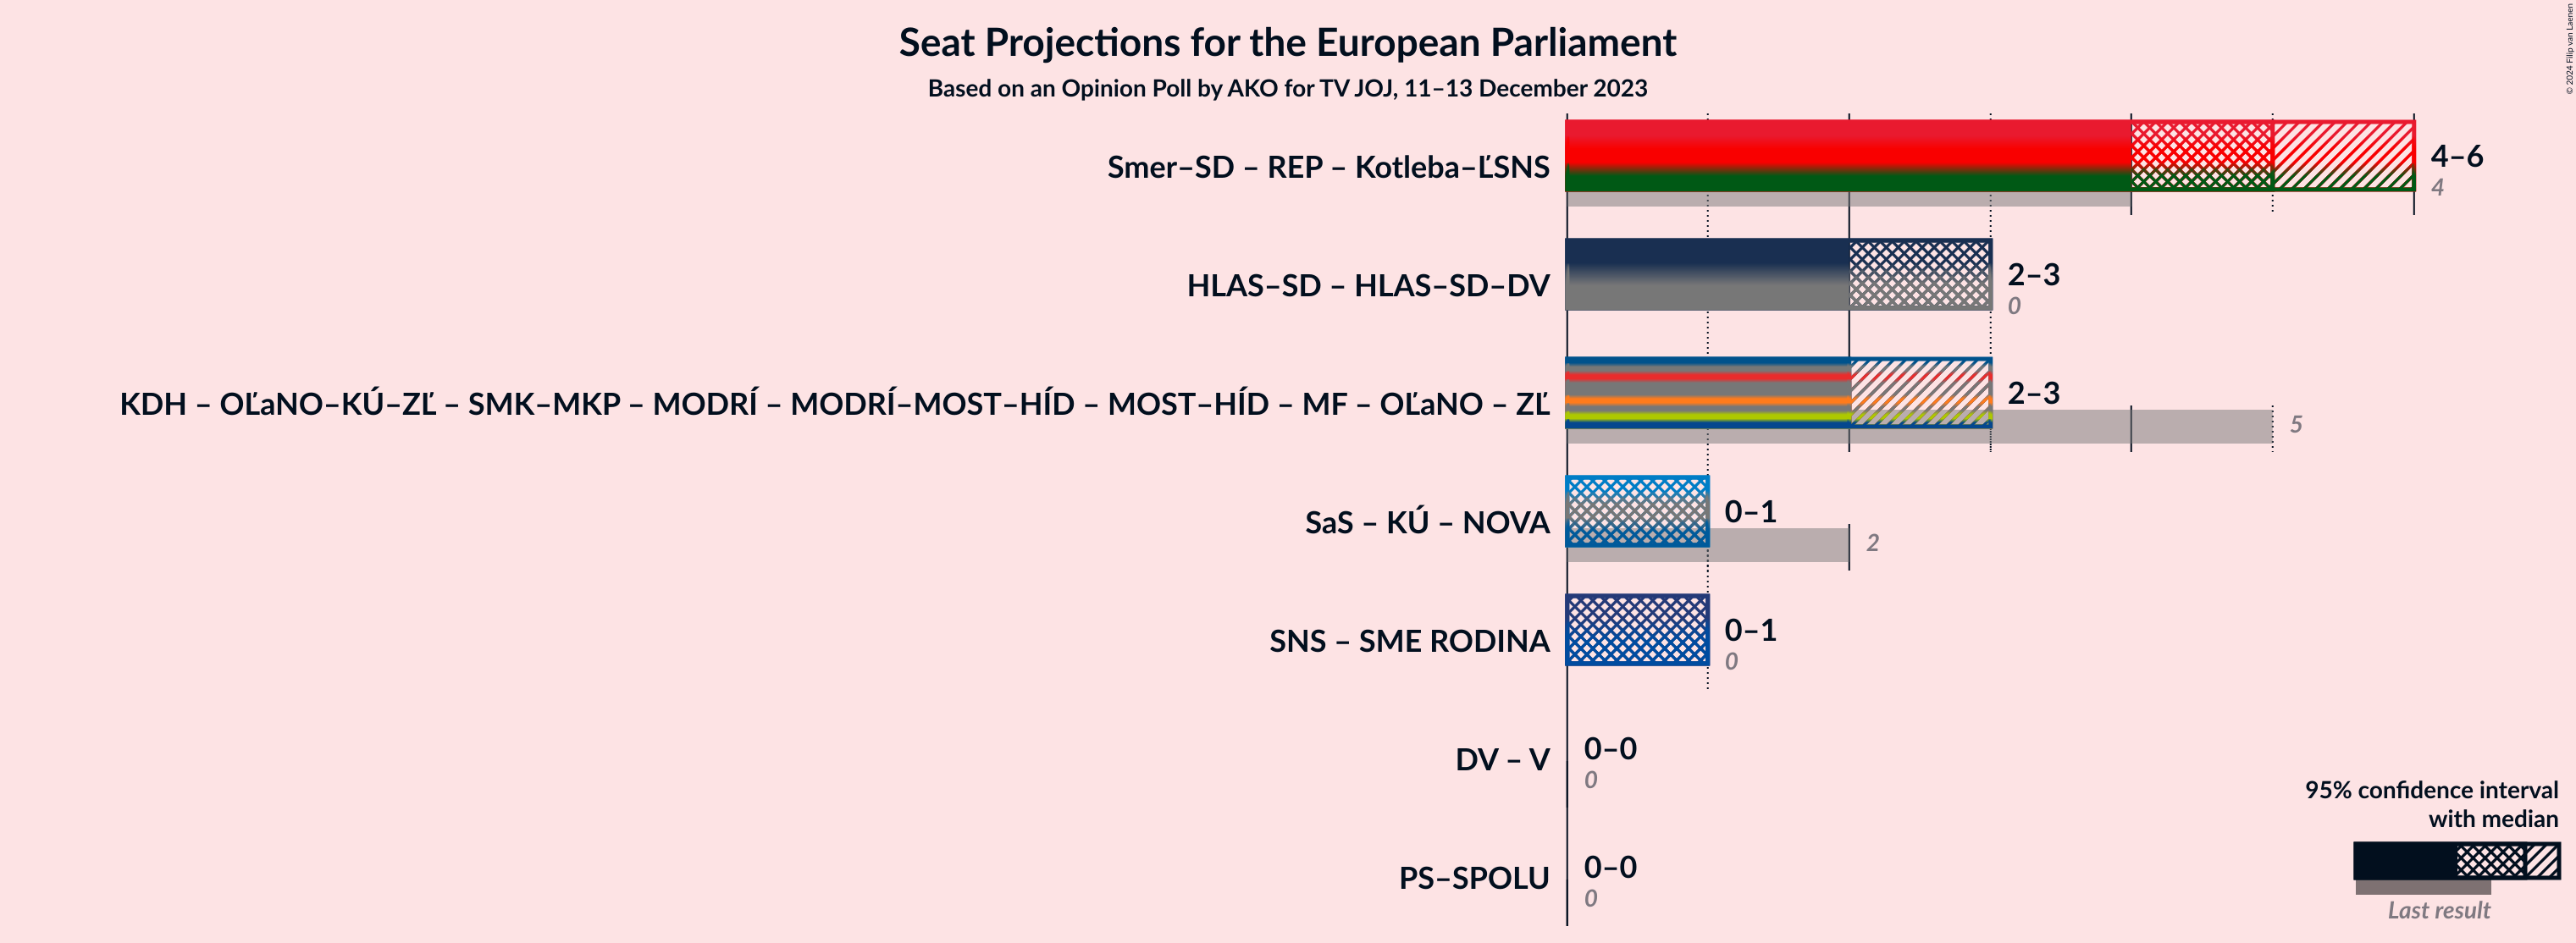 Seat Projections for the European Parliament
Based on an Opinion Poll by AKO for TV JOJ, 11–13 December 2023
© 2024 Filip van Laenen
Smer–SD – REP – Kotleba–ĽSNS
4–6
4
HLAS–SD – HLAS–SD–DV
2–3
0
KDH – OĽaNO–KÚ–ZĽ – SMK–MKP – MODRÍ – MODRÍ–MOST–HÍD – MOST–HÍD – MF – OĽaNO – ZĽ
2–3
5
SaS – KÚ – NOVA
0–1
2
SNS – SME RODINA
0–1
0
DV – V
0–0
0
PS–SPOLU
0–0
0
95% confidence interval
with median
Last result